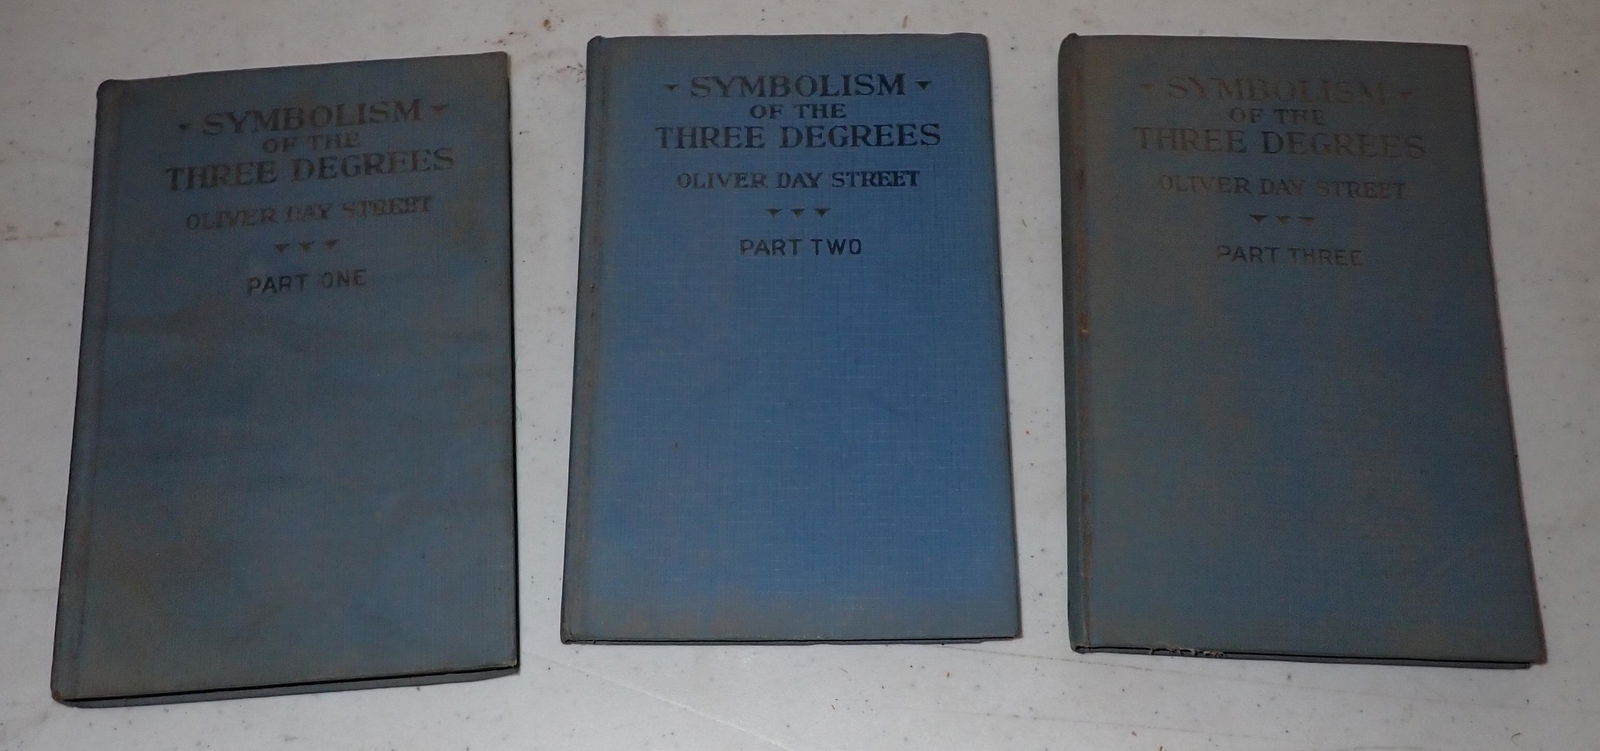 SYMBOLISM
OF THE
THREE DEGREES
OLIVER DAY STREET
PART ONE
SYMBOLISM
OF THE
THREE DEGREES
OLIVER DAY STREET
PART TWO
SYMBOLISM
OF THE
THREE DEGREES
OLIVER DAY STREET
PART THREE